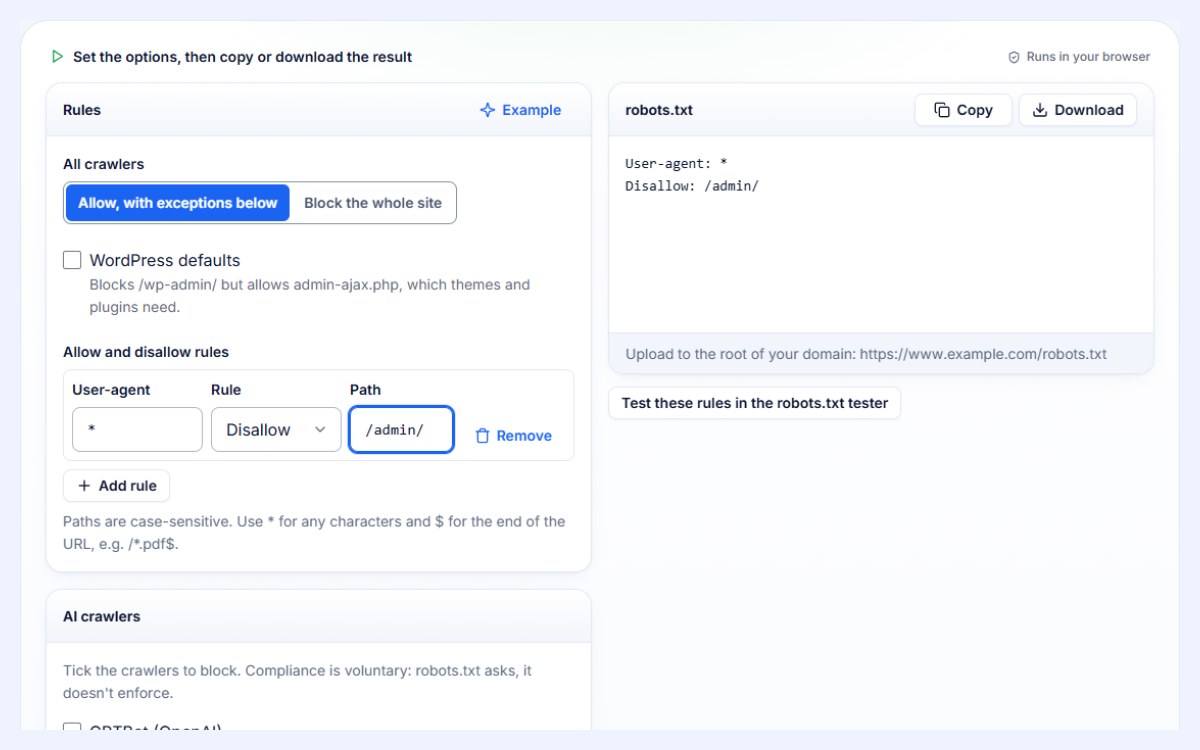 Set the options, then copy or download the result
Runs in your browser
Rules
Example
All crawlers
Allow, with exceptions below
Block the whole site
WordPress defaults
Blocks /wp-admin/ but allows admin-ajax.php, which themes and
plugins need.
Allow and disallow rules
User-agent Rule Path
* Disallow /admin/ Remove
Add rule
Paths are case-sensitive. Use * for any characters and $ for the end of the
URL, e.g. /*.pdf$.
AI crawlers
Tick the crawlers to block. Compliance is voluntary: robots.txt asks, it
doesn't enforce.
GPTBot (OpenAI)
robots.txt
Copy
Download
User-agent: *
Disallow: /admin/
Upload to the root of your domain: https://www.example.com/robots.txt
Test these rules in the robots.txt tester